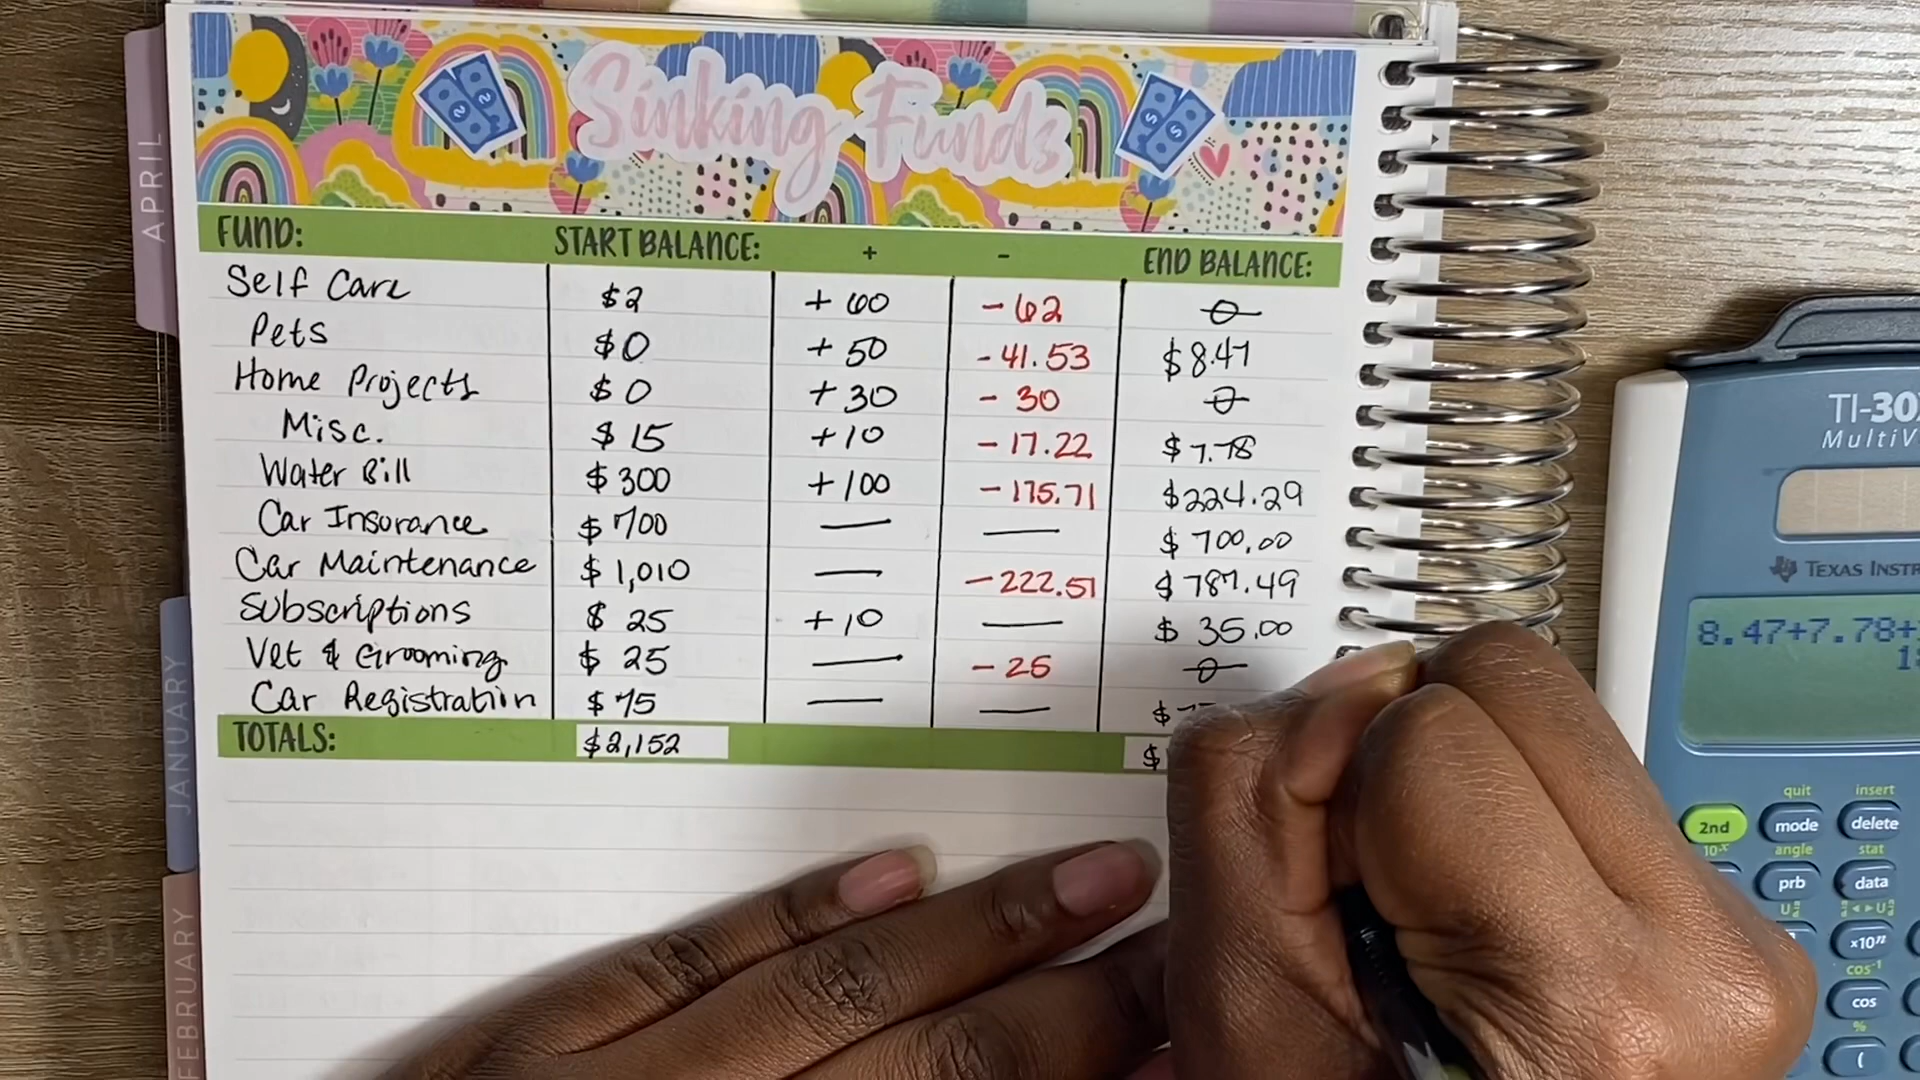 Sinking Funds
FUND: START BALANCE: + - END BALANCE:
Self Care $2 +60 -62 0
Pets $0 +50 -41.53 $8.47
Home Projects $0 +30 -30 0
Misc. $15 +10 -17.22 $7.78
Water Bill $300 +100 -175.71 $224.29
Car Insurance $700 — — $700.00
Car Maintenance $1,010 — -222.51 $787.49
Subscriptions $25 +10 — $35.00
Vet & Grooming $25 — -25 0
Car Registration $75 — — $
TOTALS: $2,152 $
APRIL
JANUARY
FEBRUARY
TI-30
MultiV
TEXAS INSTR
8.47+7.78+
quit insert
2nd mode delete
angle stat
prb data
×10ⁿ
cos⁻¹
cos
%
(